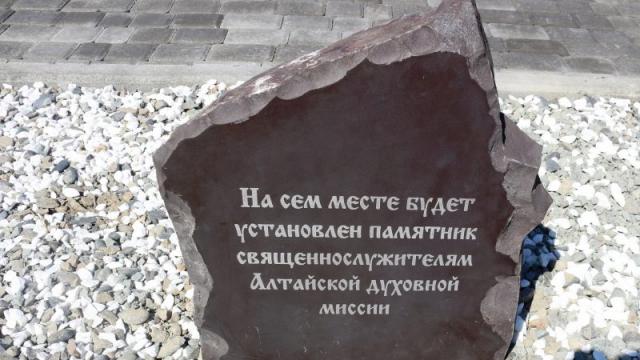 На сем месте будет
установлен памятник
священнослужителям
Алтайской духовной
миссии